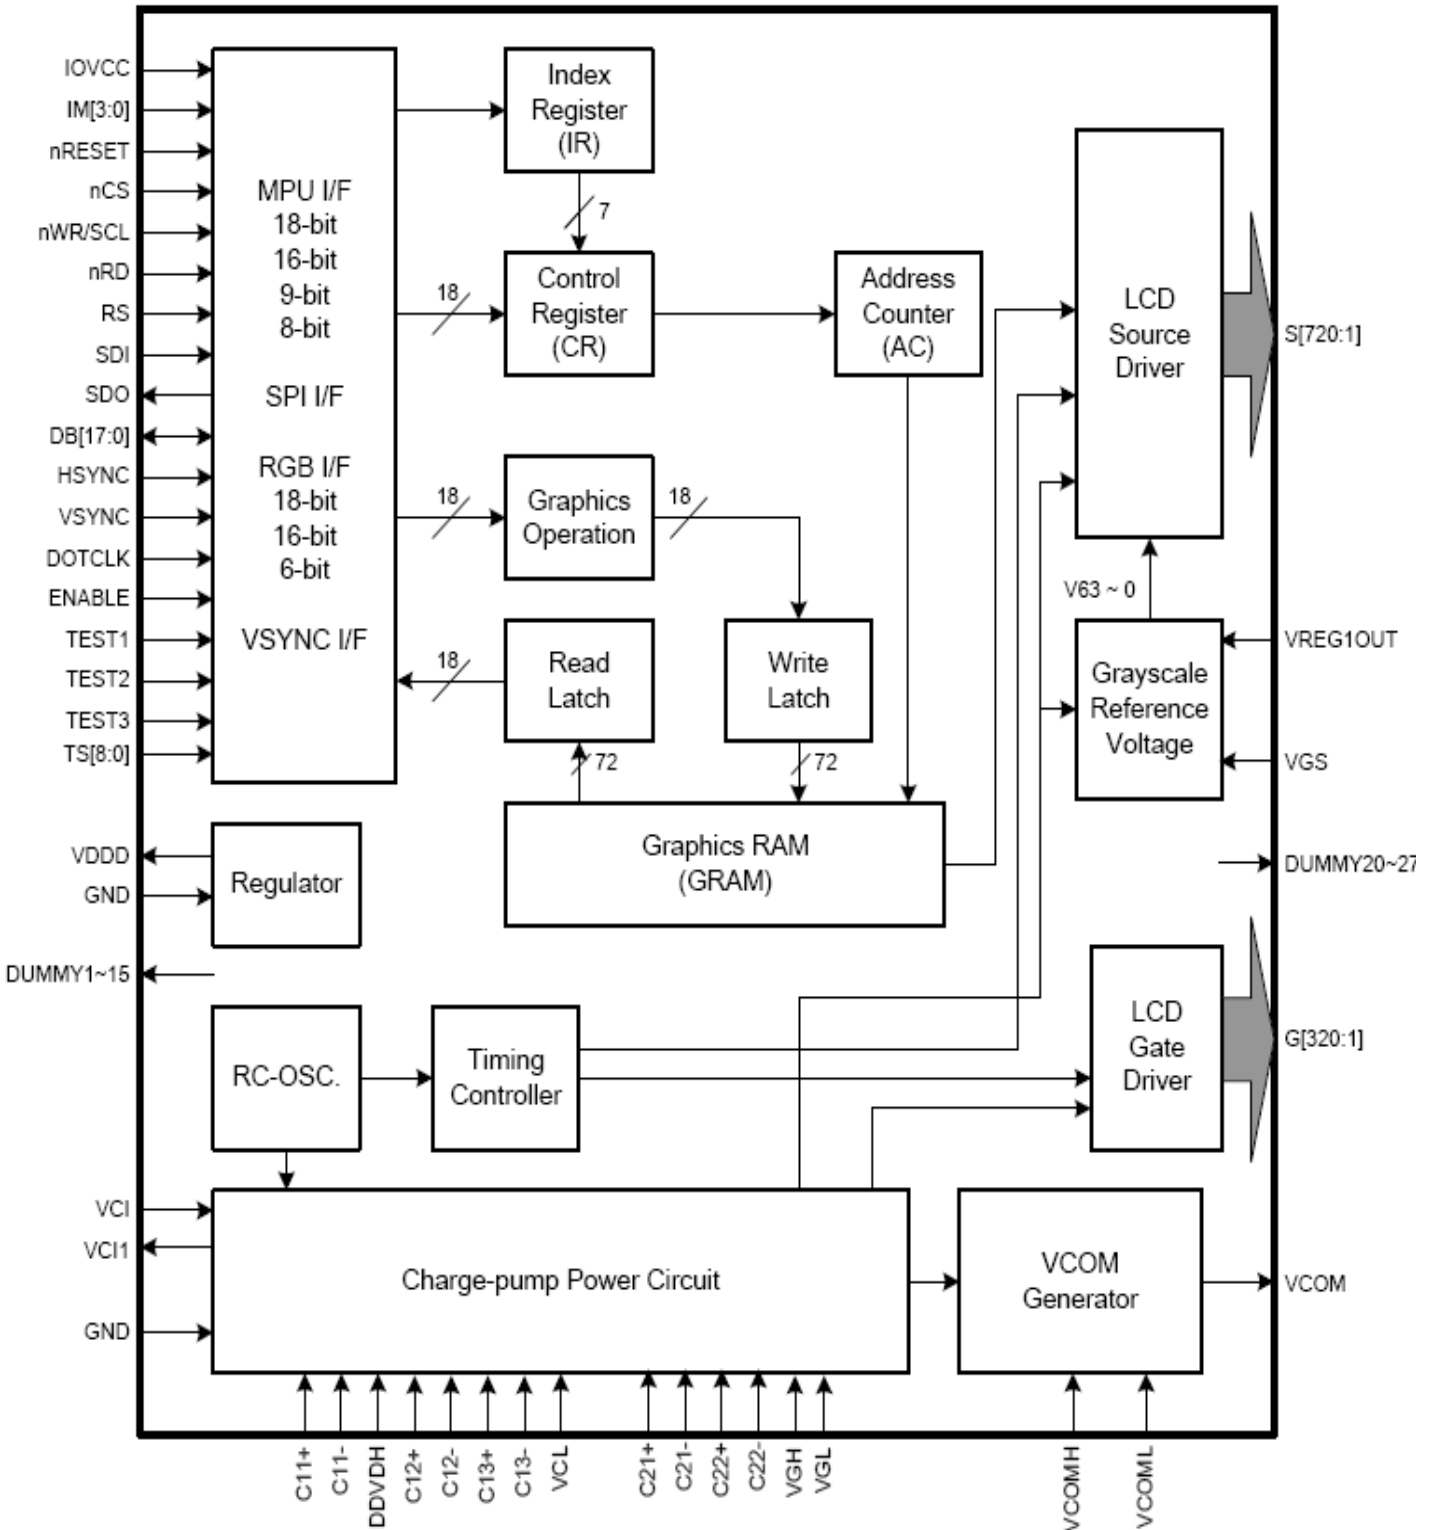 IOVCC
IM[3:0]
nRESET
nCS
nWR/SCL
nRD
RS
SDI
SDO
DB[17:0]
HSYNC
VSYNC
DOTCLK
ENABLE
TEST1
TEST2
TEST3
TS[8:0]
MPU I/F
18-bit
16-bit
9-bit
8-bit
SPI I/F
RGB I/F
18-bit
16-bit
6-bit
VSYNC I/F
Index
Register
(IR)
7
18
Control
Register
(CR)
Address
Counter
(AC)
LCD
Source
Driver
S[720:1]
18
Graphics
Operation
18
18
Read
Latch
Write
Latch
72
72
V63 ~ 0
Grayscale
Reference
Voltage
VREG1OUT
VGS
Graphics RAM
(GRAM)
VDDD
GND
Regulator
DUMMY20~27
DUMMY1~15
RC-OSC.
Timing
Controller
LCD
Gate
Driver
G[320:1]
VCI
VCI1
GND
Charge-pump Power Circuit
VCOM
Generator
VCOM
C11+
C11-
DDVDH
C12+
C12-
C13+
C13-
VCL
C21+
C21-
C22+
C22-
VGH
VGL
VCOMH
VCOML